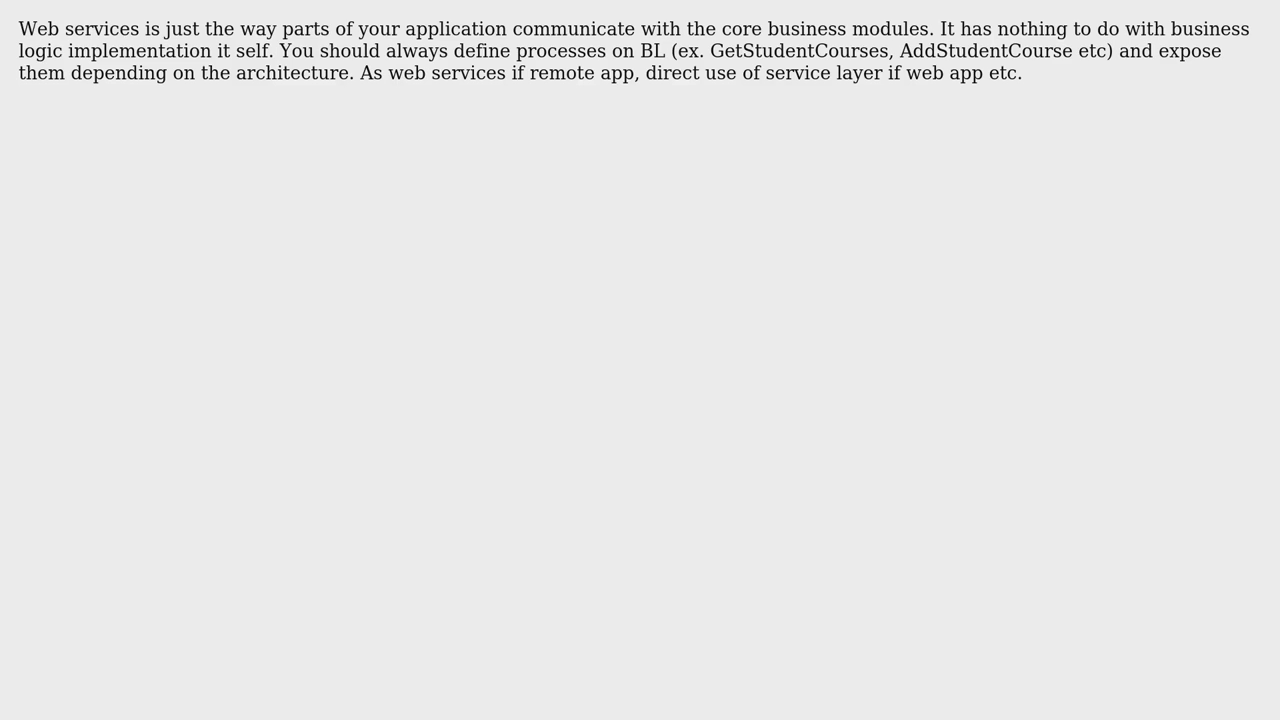 Web services is just the way parts of your application communicate with the core business modules. It has nothing to do with business
logic implementation it self. You should always define processes on BL (ex. GetStudentCourses, AddStudentCourse etc) and expose
them depending on the architecture. As web services if remote app, direct use of service layer if web app etc.